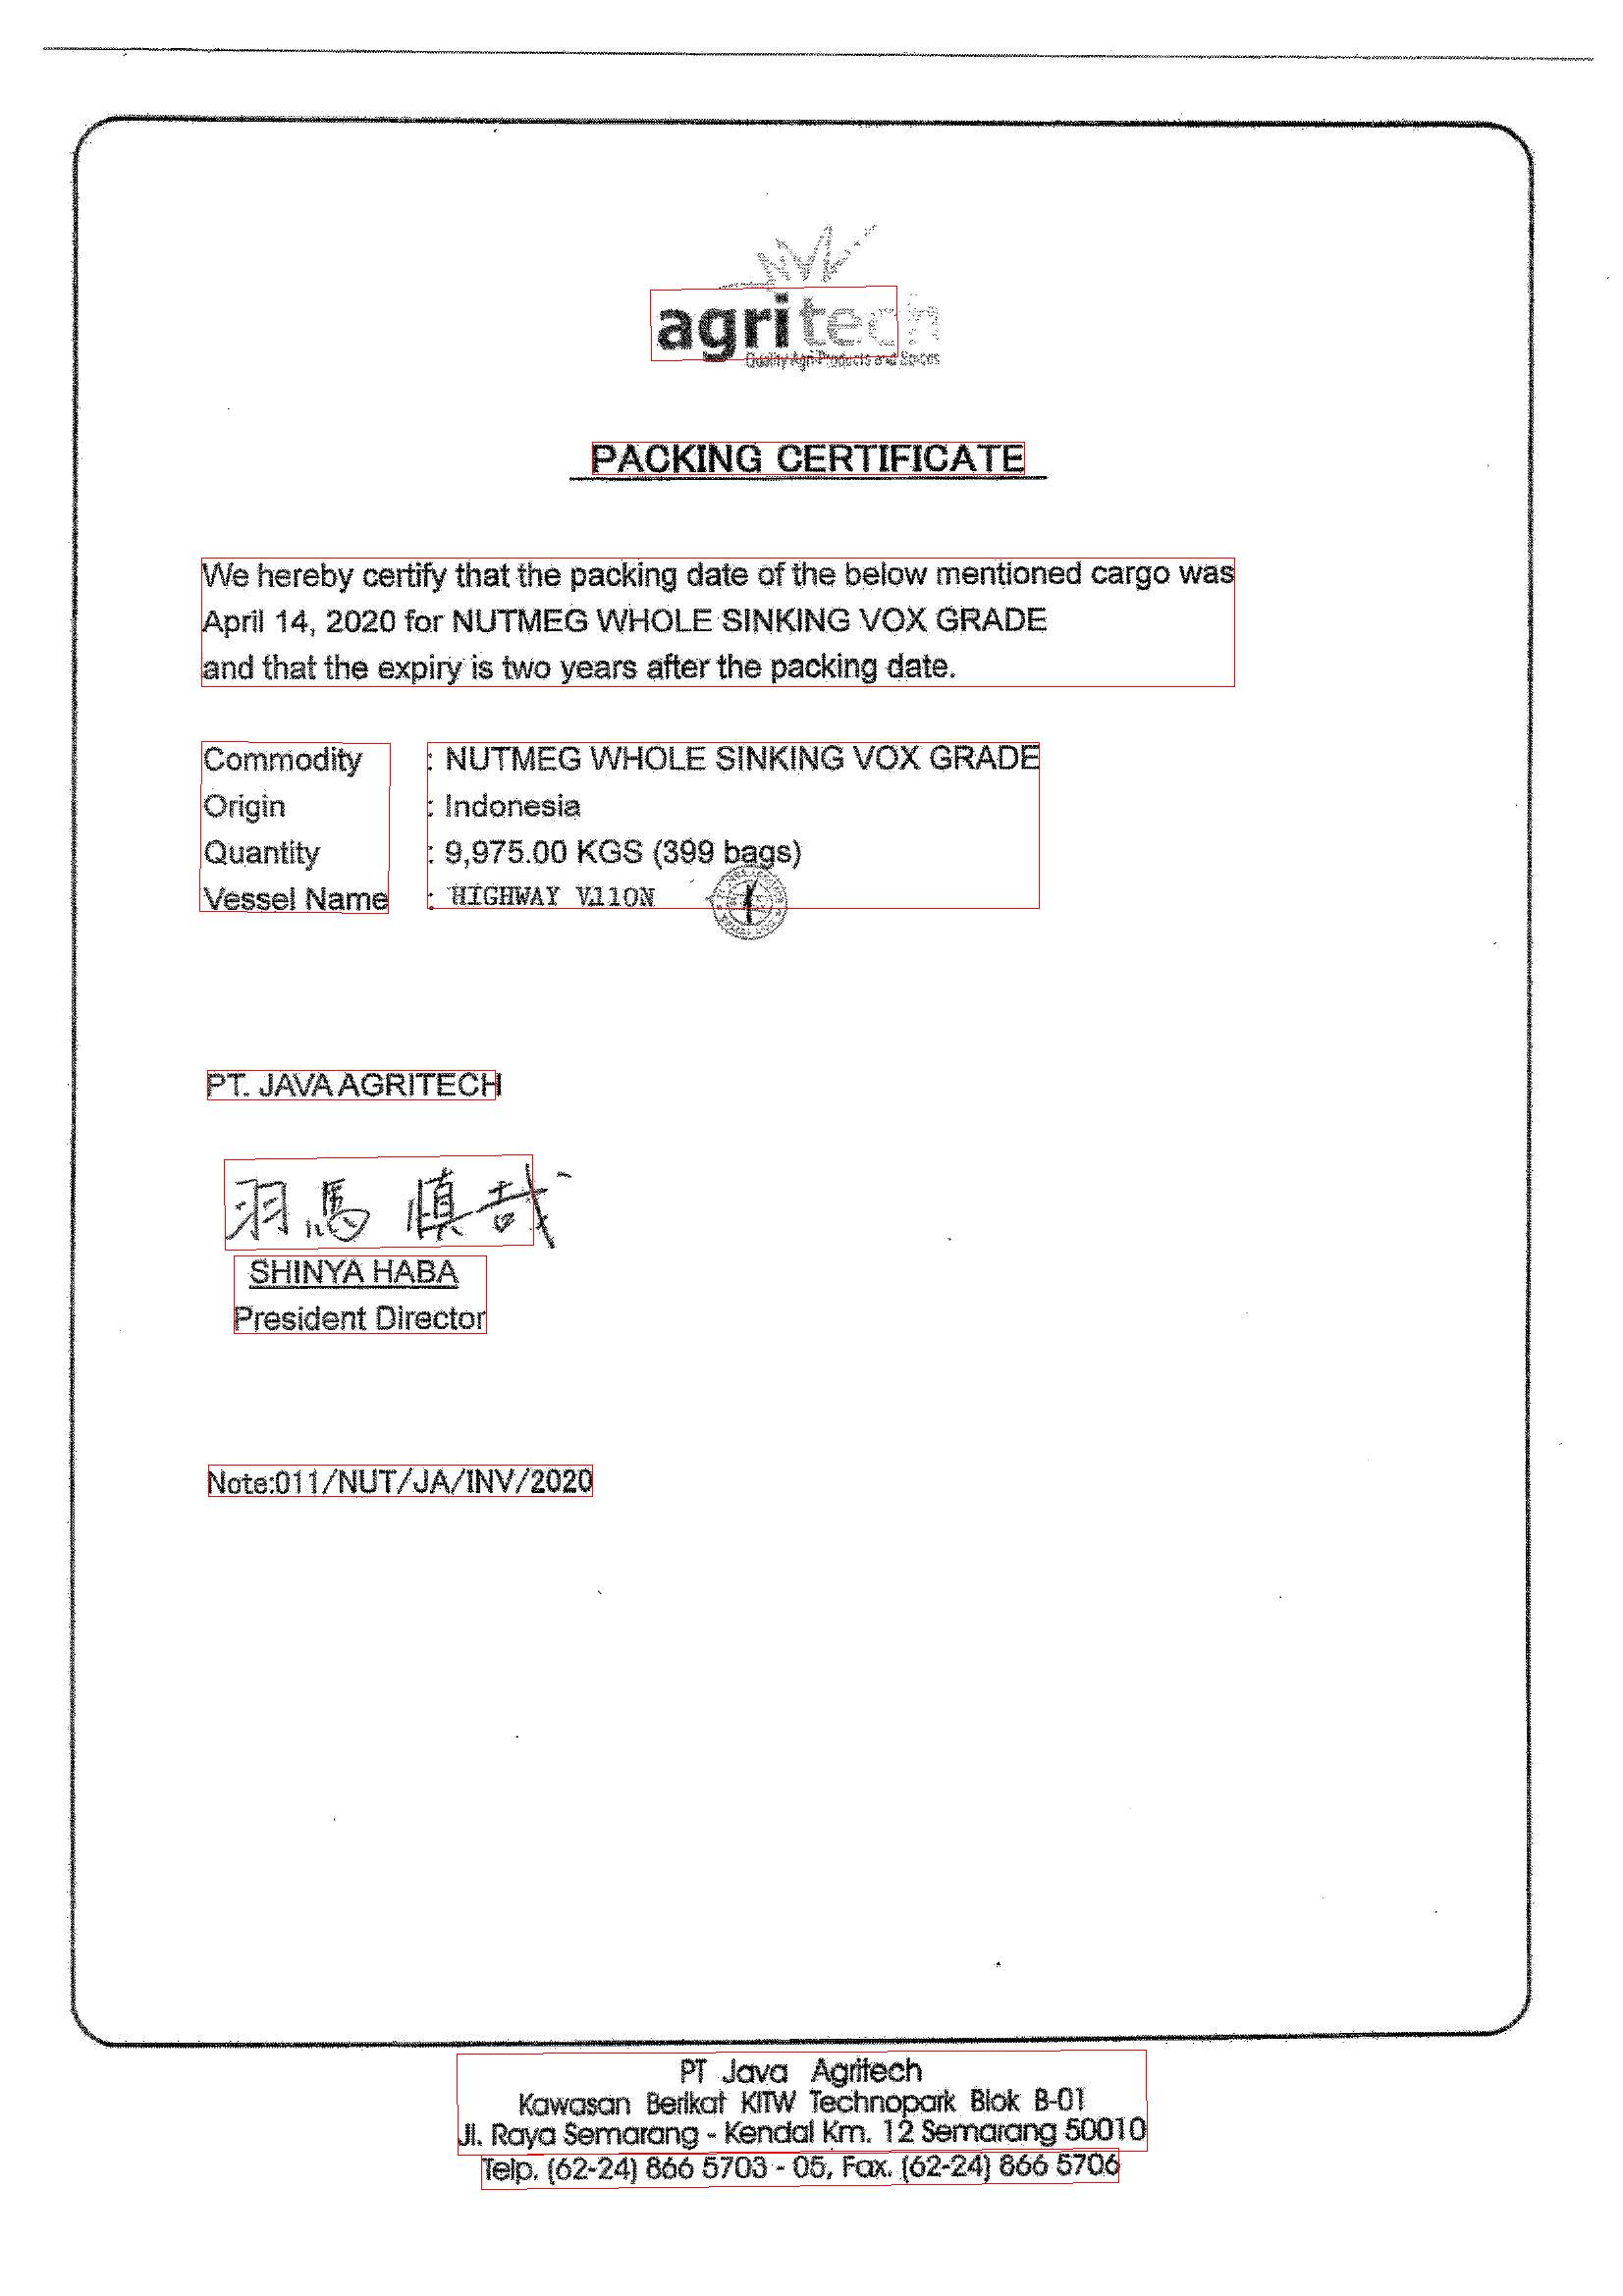 agritech
Quality Agri-Products and Spices
PACKING CERTIFICATE
We hereby certify that the packing date of the below mentioned cargo was
April 14, 2020 for NUTMEG WHOLE SINKING VOX GRADE
and that the expiry is two years after the packing date.
Commodity : NUTMEG WHOLE SINKING VOX GRADE
Origin : Indonesia
Quantity : 9,975.00 KGS (399 bags)
Vessel Name : HIGHWAY V.110N
PT. JAVA AGRITECH
羽馬 慎哉
SHINYA HABA
President Director
Note:011/NUT/JA/INV/2020
PT Java Agritech
Kawasan Berikat KITW Technopark Blok B-01
Jl. Raya Semarang - Kendal Km. 12 Semarang 50010
Telp. (62-24) 866 5703 - 05, Fax. (62-24) 866 5706